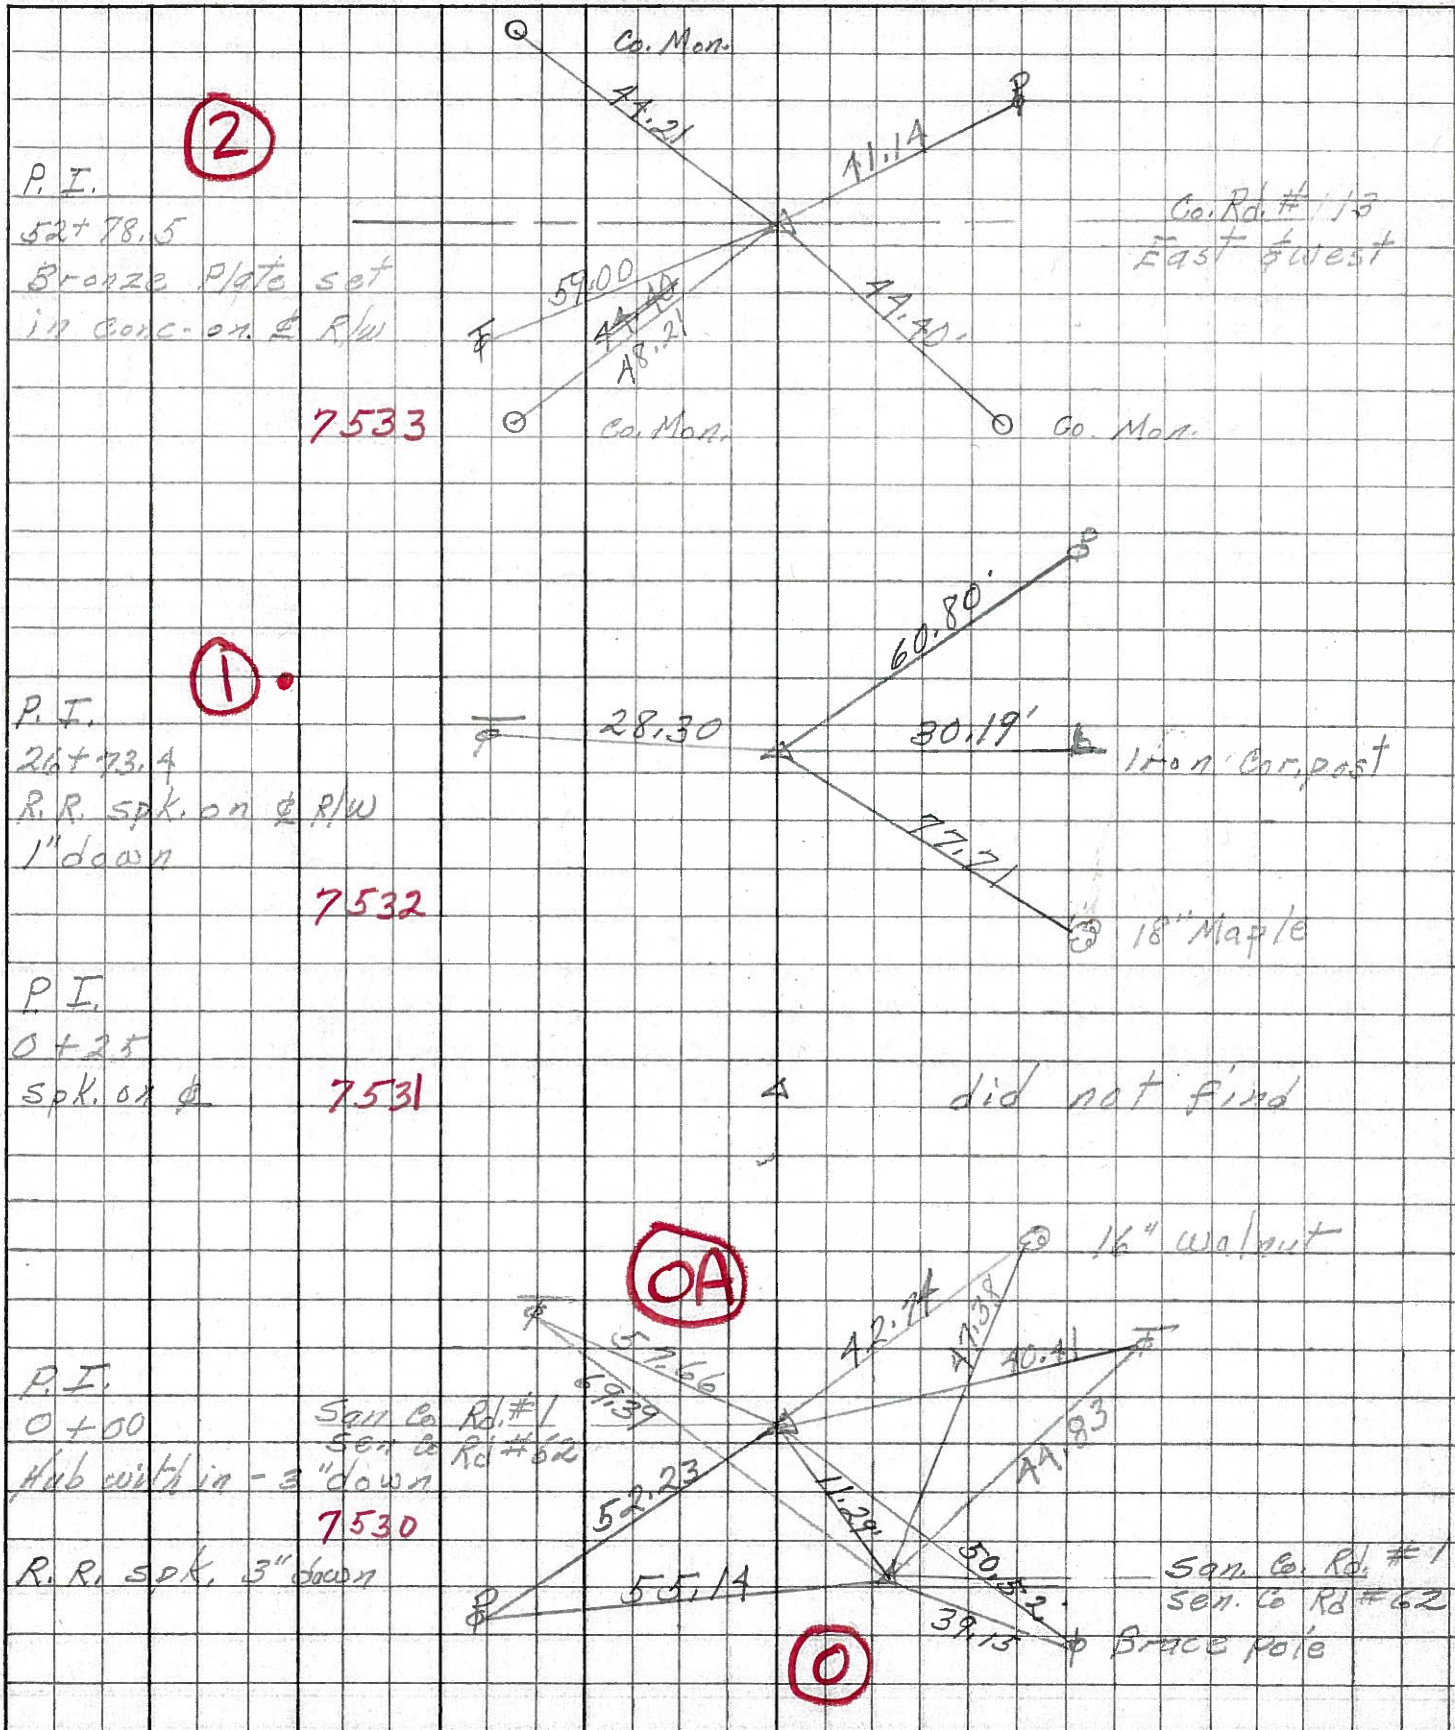 Co. Mon.
44.21
2
41.14
P. I.
52+78.5
Co. Rd. # 113
East & West
Bronze Plate set
in conc. on ℄ R/W
59.00
48.21
44.40
7533
Co. Mon.
Co. Mon.
60.80'
1
P. I.
26+73.4
28.30
30.19'
Iron Cor. post
R. R. spk. on ℄ R/W
1" down
77.71
7532
18" Maple
P. I.
0+25
spk. on ℄
7531
did not find
0A
16" Walnut
42.74
47.38
57.66
40.41
69.39
P. I.
0+00
San Co Rd. #1
Sen Co Rd #62
Hub with in - 3" down
44.83
52.23
11.29'
7530
R. R. spk. 3" down
55.14
50.52'
San. Co. Rd. #1
Sen. Co Rd #62
39.15
Brace pole
0